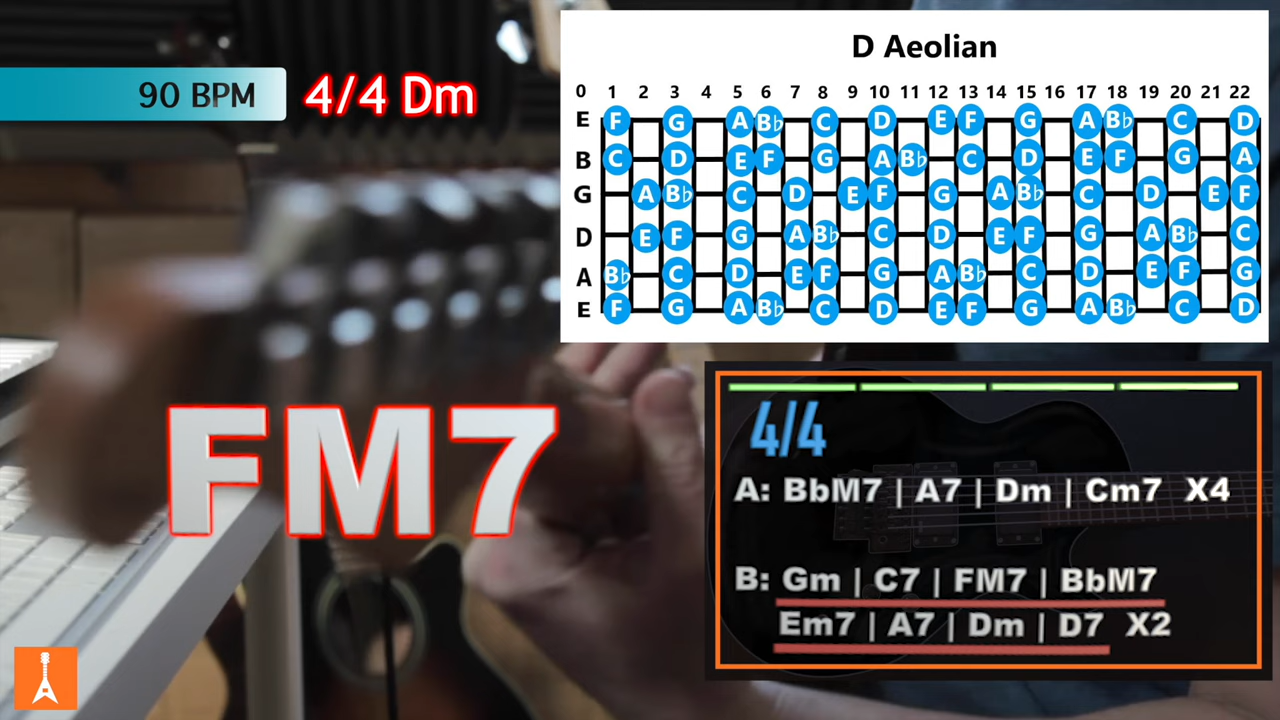 90 BPM
4/4 Dm
D Aeolian
0 1 2 3 4 5 6 7 8 9 10 11 12 13 14 15 16 17 18 19 20 21 22
E F G A B♭ C D E F G A B♭ C D
B C D E F G A B♭ C D E F G A
G A B♭ C D E F G A B♭ C D E F
D E F G A B♭ C D E F G A B♭ C
A B♭ C D E F G A B♭ C D E F G
E F G A B♭ C D E F G A B♭ C D
FM7
4/4
A: BbM7 | A7 | Dm | Cm7 X4
B: Gm | C7 | FM7 | BbM7
Em7 | A7 | Dm | D7 X2